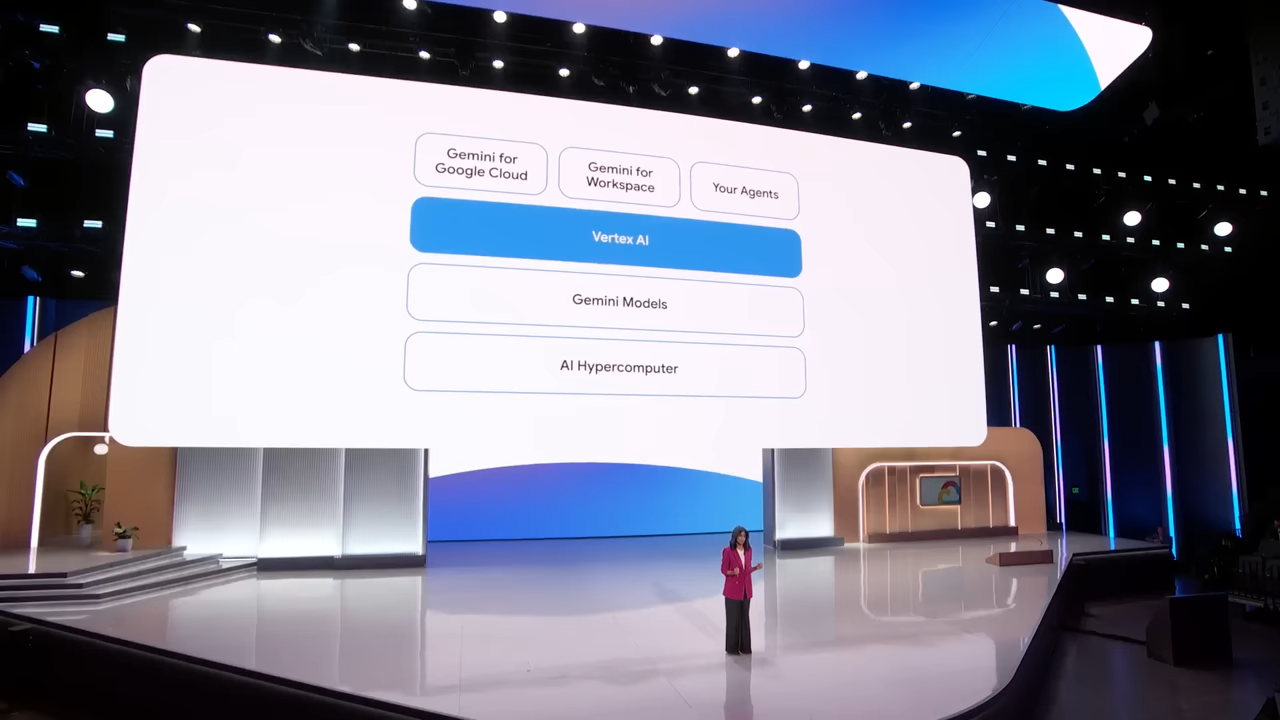 Gemini for
Google Cloud
Gemini for
Workspace
Your Agents
Vertex AI
Gemini Models
AI Hypercomputer